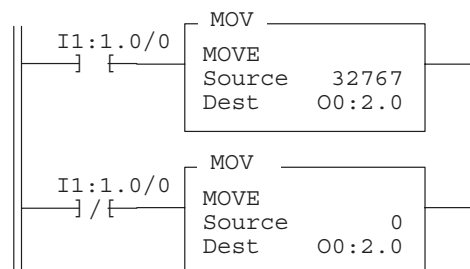 MOV
I1:1.0/0
MOVE
Source 32767
Dest O0:2.0
MOV
I1:1.0/0
MOVE
Source 0
Dest O0:2.0